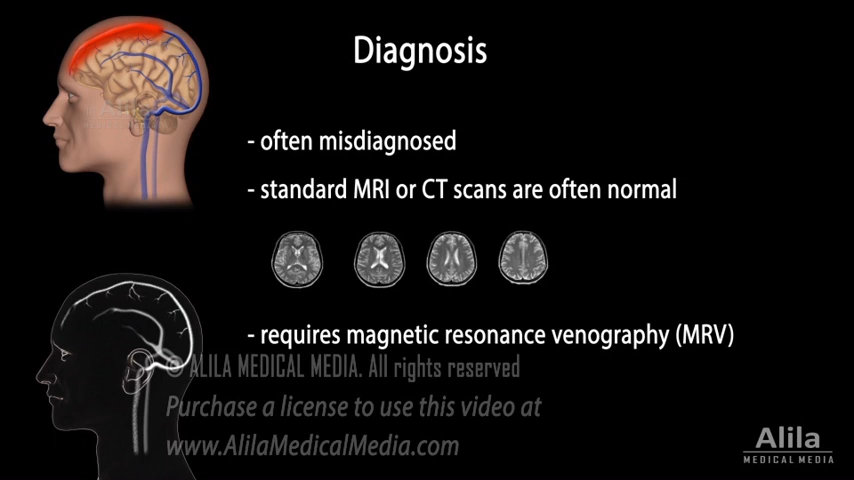 Diagnosis
- often misdiagnosed
- standard MRI or CT scans are often normal
- requires magnetic resonance venography (MRV)
© ALILA MEDICAL MEDIA. All rights reserved
Purchase a license to use this video at
www.AlilaMedicalMedia.com
Alila
MEDICAL MEDIA